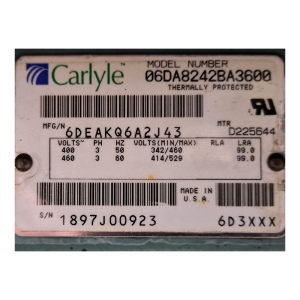 Carlyle
MODEL NUMBER
06DA8242BA3600
THERMALLY PROTECTED
MFG/N 6DEAKQ6A2J43 MTR D225644
VOLTS~ PH HZ VOLTS(MIN/MAX) RLA LRA
400 3 50 342/460 99.0
460 3 60 414/529 99.0
MADE IN
U.S.A.
S/N 1897J00923 6D3XXX